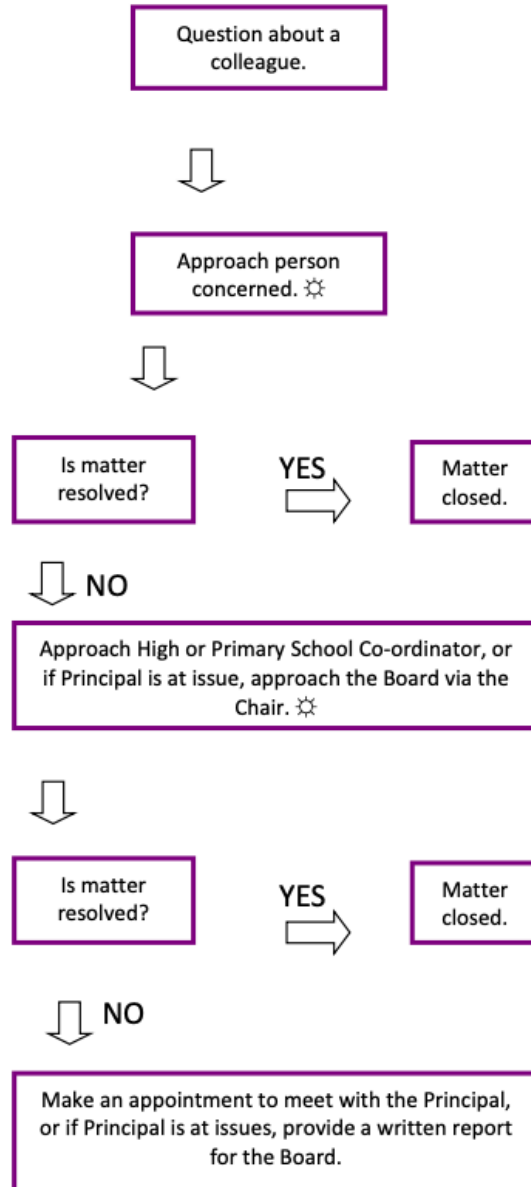 Question about a
colleague.
Approach person
concerned. ☼
Is matter
resolved?
YES
Matter
closed.
NO
Approach High or Primary School Co-ordinator, or
if Principal is at issue, approach the Board via the
Chair. ☼
Is matter
resolved?
YES
Matter
closed.
NO
Make an appointment to meet with the Principal,
or if Principal is at issues, provide a written report
for the Board.